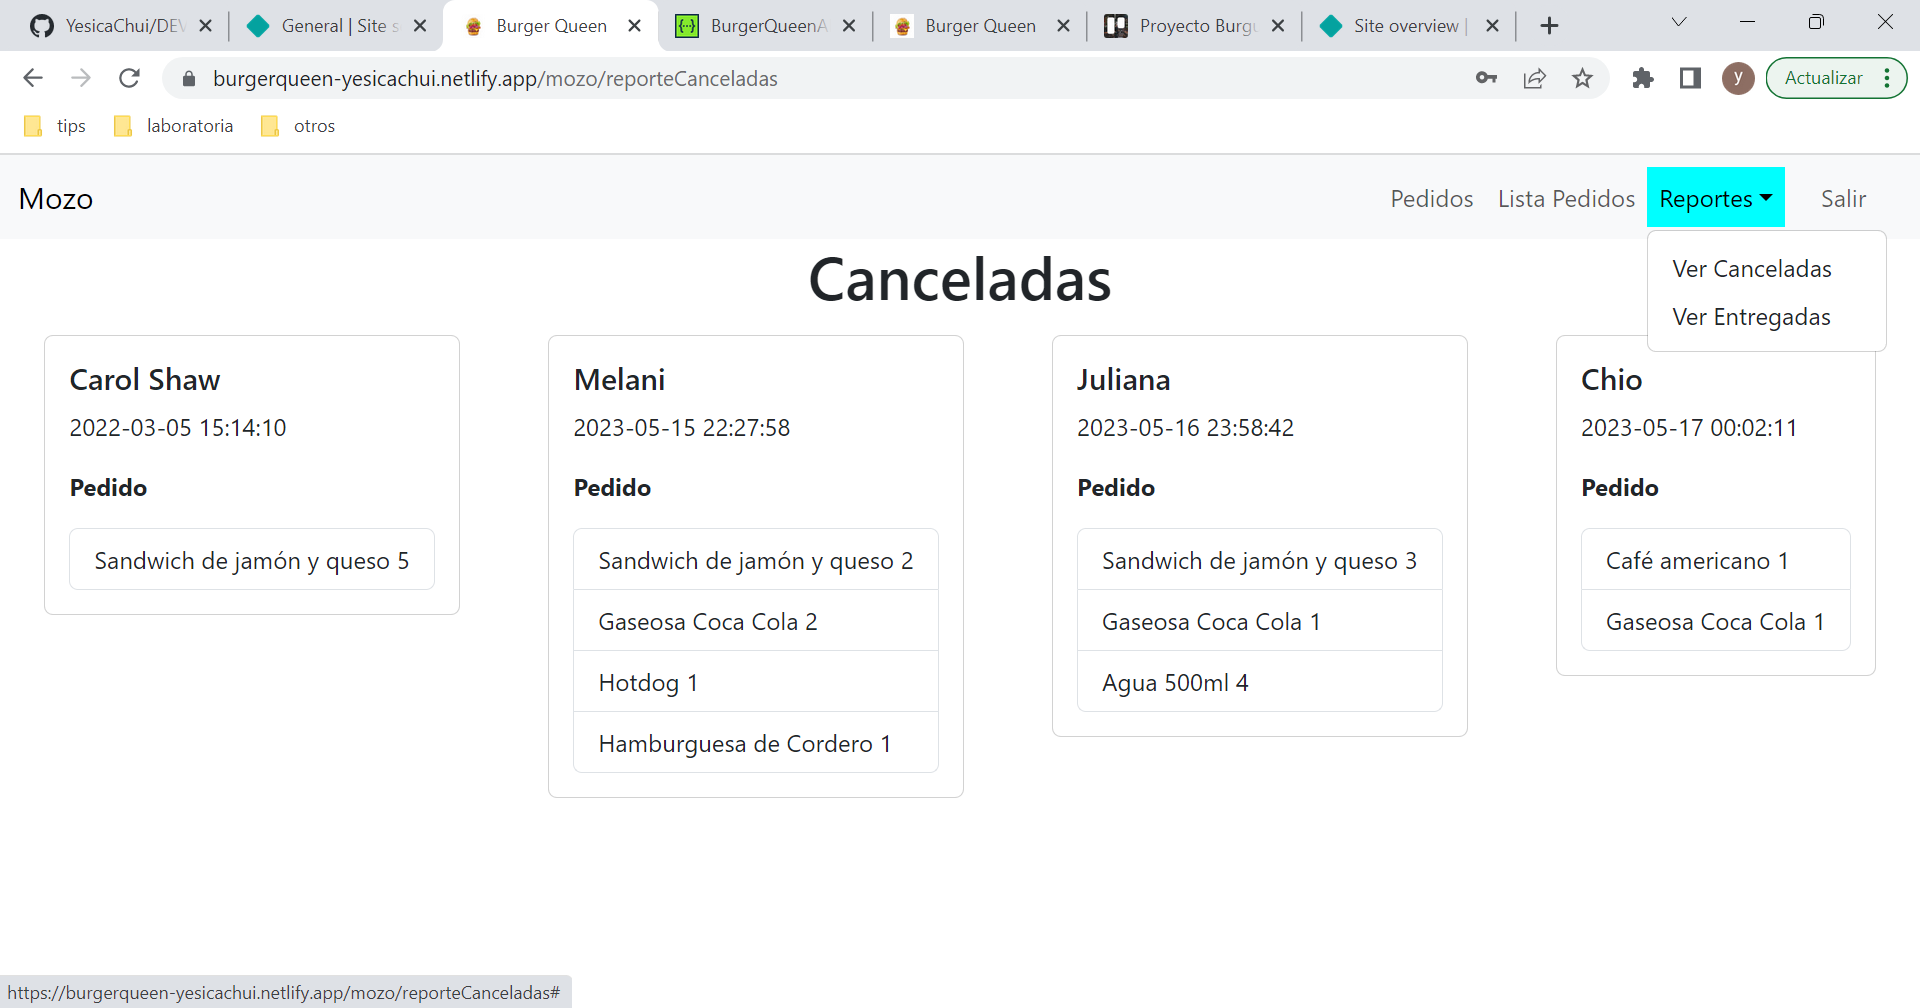 YesicaChui/DEV
General | Site s
Burger Queen
BurgerQueenA
Burger Queen
Proyecto Burgu
Site overview |
burgerqueen-yesicachui.netlify.app/mozo/reporteCanceladas
y
Actualizar
tips
laboratoria
otros
Mozo
Pedidos
Lista Pedidos
Reportes
Salir
Ver Canceladas
Ver Entregadas
Canceladas
Carol Shaw
2022-03-05 15:14:10
Pedido
Sandwich de jamón y queso 5
Melani
2023-05-15 22:27:58
Pedido
Sandwich de jamón y queso 2
Gaseosa Coca Cola 2
Hotdog 1
Hamburguesa de Cordero 1
Juliana
2023-05-16 23:58:42
Pedido
Sandwich de jamón y queso 3
Gaseosa Coca Cola 1
Agua 500ml 4
Chio
2023-05-17 00:02:11
Pedido
Café americano 1
Gaseosa Coca Cola 1
https://burgerqueen-yesicachui.netlify.app/mozo/reporteCanceladas#